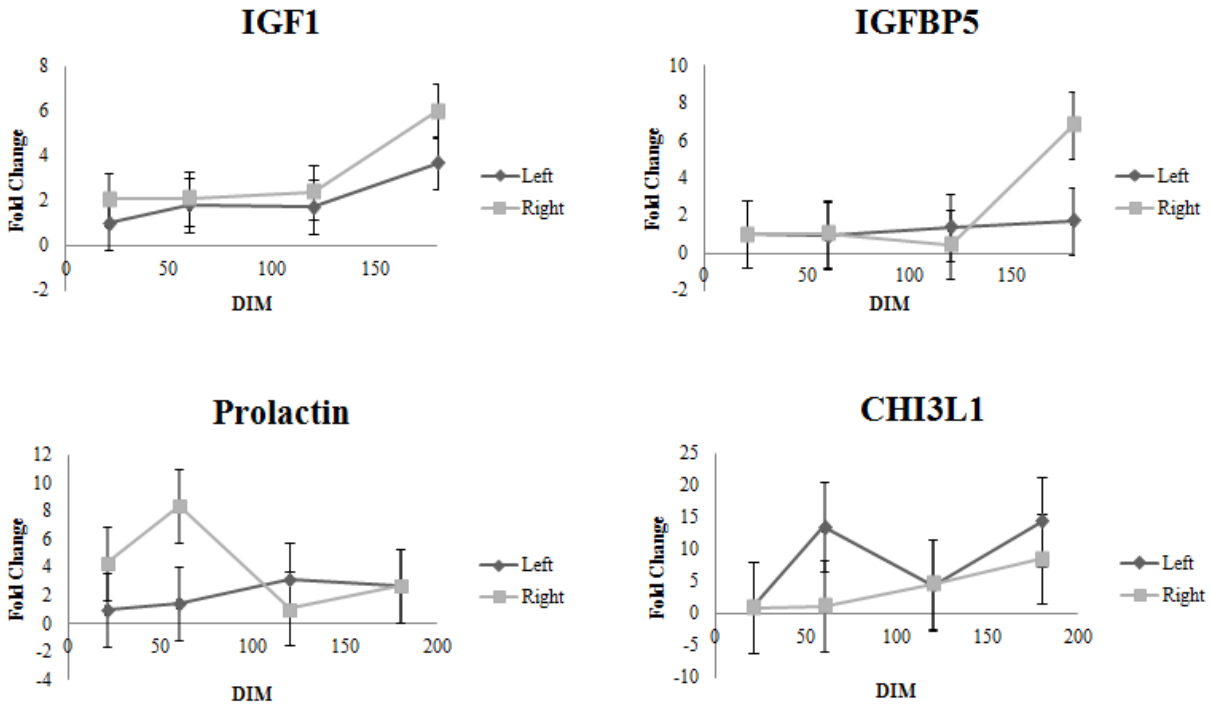 IGF1
8
6
4
2
0
-2
0 50 100 150
Fold Change
DIM
Left
Right
IGFBP5
10
8
6
4
2
0
-2
0 50 100 150
Fold Change
DIM
Left
Right
Prolactin
12
10
8
6
4
2
0
-2
-4
0 50 100 150 200
Fold Change
DIM
Left
Right
CHI3L1
25
20
15
10
5
0
-5
-10
0 50 100 150 200
Fold Change
DIM
Left
Right